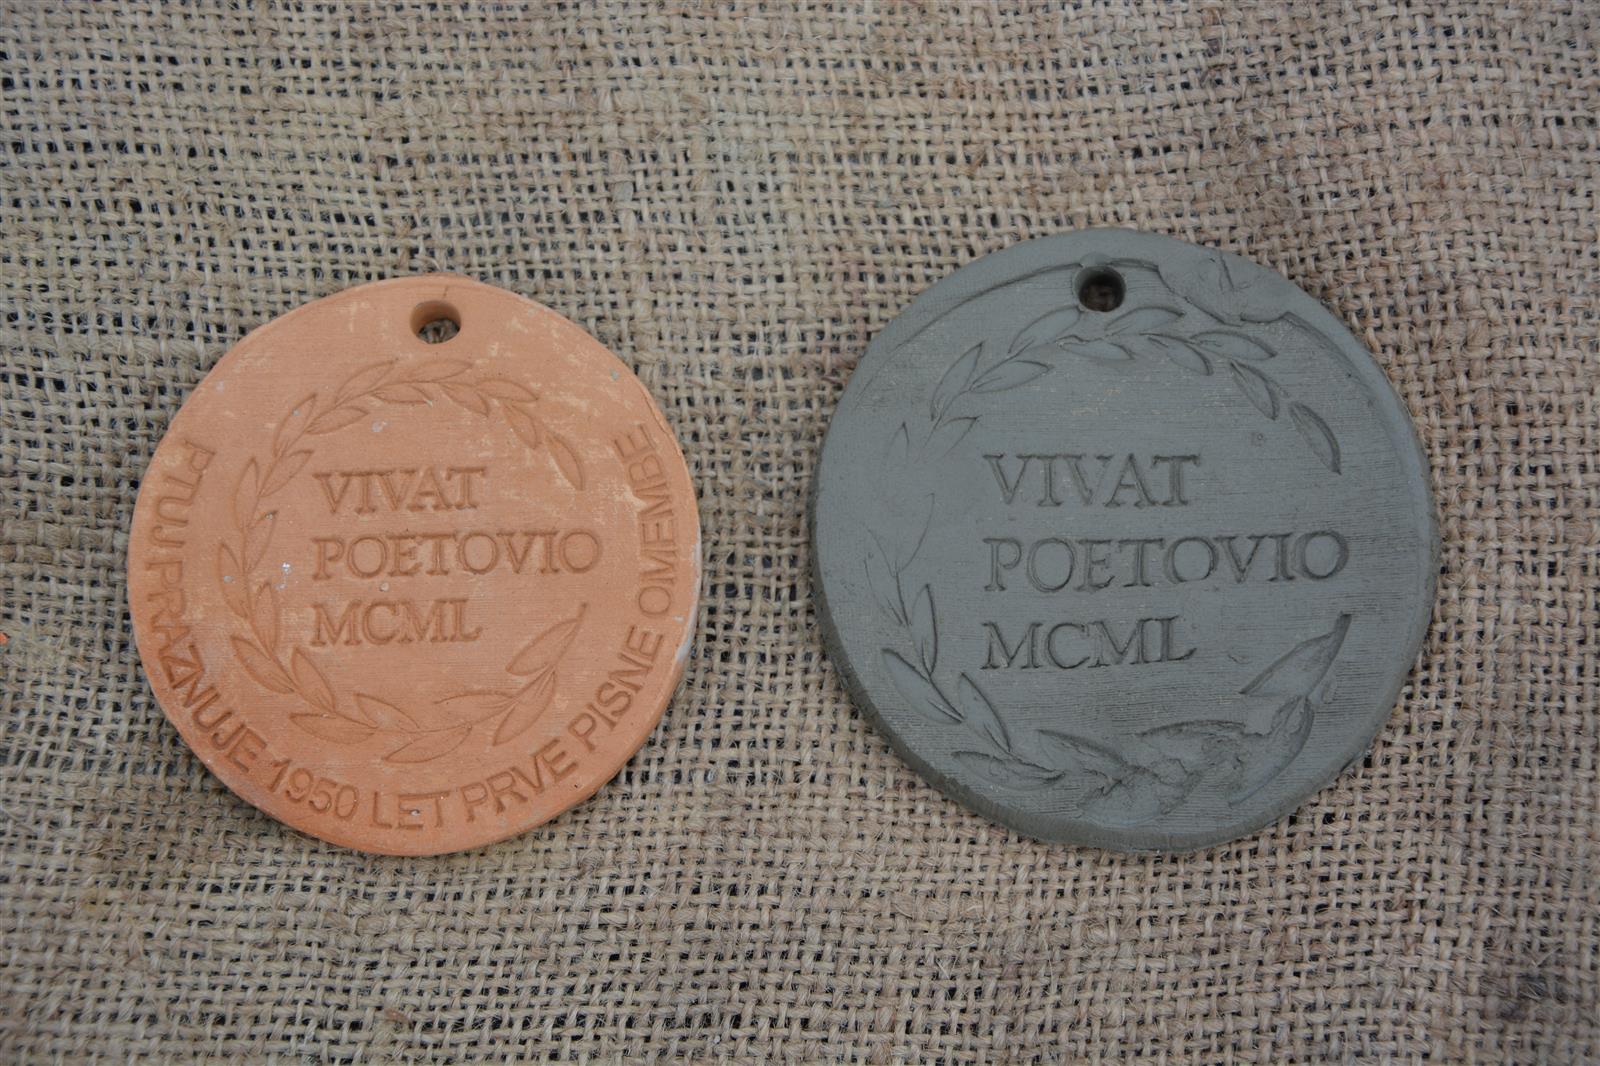 VIVAT
POETOVIO
MCML
PTUJ PRAZNUJE 1950 LET PRVE PISNE OMEMBE
VIVAT
POETOVIO
MCML